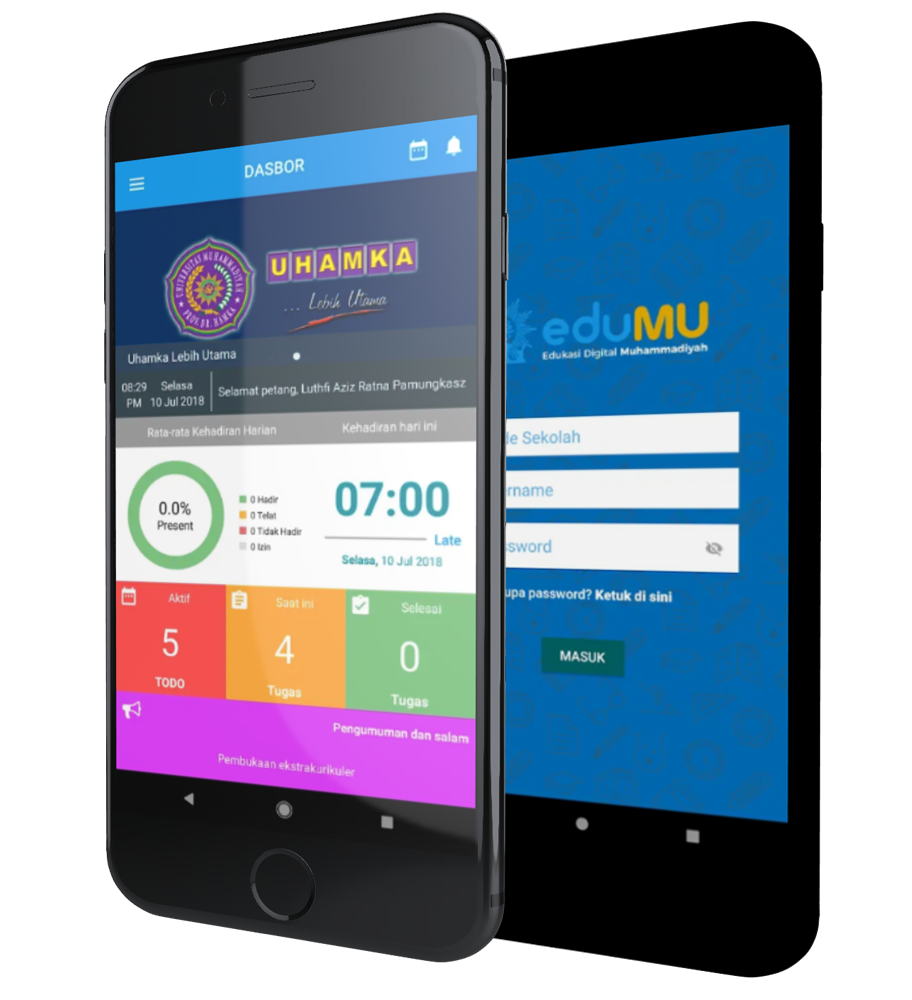 DASBOR
UNIVERSITAS MUHAMMADIYAH
PROF. DR. HAMKA
UHAMKA
... Lebih Utama
Uhamka Lebih Utama
08:29 PM
Selasa
10 Jul 2018
Selamat petang, Luthfi Aziz Ratna Pamungkasz
Rata-rata Kehadiran Harian
Kehadiran hari ini
0.0%
Present
0 Hadir
0 Telat
0 Tidak Hadir
0 Izin
07:00
Late
Selasa, 10 Jul 2018
Aktif
5
TODO
Saat ini
4
Tugas
Selesai
0
Tugas
Pengumuman dan salam
Pembukaan ekstrakurikuler
eduMU
Edukasi Digital Muhammadiyah
de Sekolah
rname
ssword
upa password? Ketuk di sini
MASUK